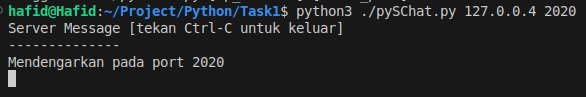 hafid@Hafid:~/Project/Python/Task1$ python3 ./pySChat.py 127.0.0.4 2020
Server Message [tekan Ctrl-C untuk keluar]
--------------
Mendengarkan pada port 2020